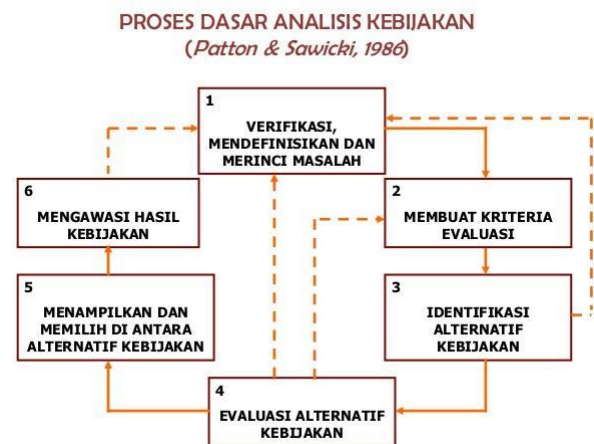 PROSES DASAR ANALISIS KEBIJAKAN
(Patton & Sawicki, 1986)
1
VERIFIKASI,
MENDEFINISIKAN DAN
MERINCI MASALAH
2
MEMBUAT KRITERIA
EVALUASI
3
IDENTIFIKASI
ALTERNATIF
KEBIJAKAN
4
EVALUASI ALTERNATIF
KEBIJAKAN
5
MENAMPILKAN DAN
MEMILIH DI ANTARA
ALTERNATIF KEBIJAKAN
6
MENGAWASI HASIL
KEBIJAKAN